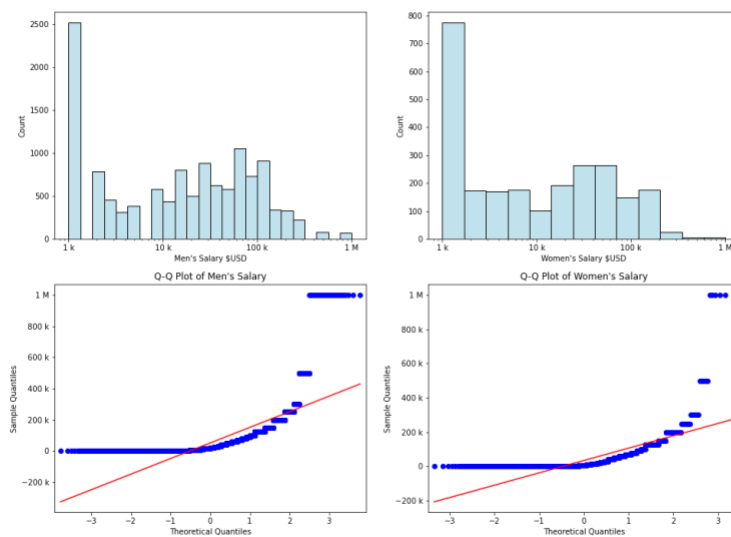 2500
2000
1500
1000
500
0
Count
1 k
10 k
100 k
1 M
Men's Salary $USD
800
700
600
500
400
300
200
100
0
Count
1 k
10 k
100 k
1 M
Women's Salary $USD
Q-Q Plot of Men's Salary
1 M
800 k
600 k
400 k
200 k
0
−200 k
Sample Quantiles
−3
−2
−1
0
1
2
3
Theoretical Quantiles
Q-Q Plot of Women's Salary
1 M
800 k
600 k
400 k
200 k
0
−200 k
Sample Quantiles
−3
−2
−1
0
1
2
3
Theoretical Quantiles